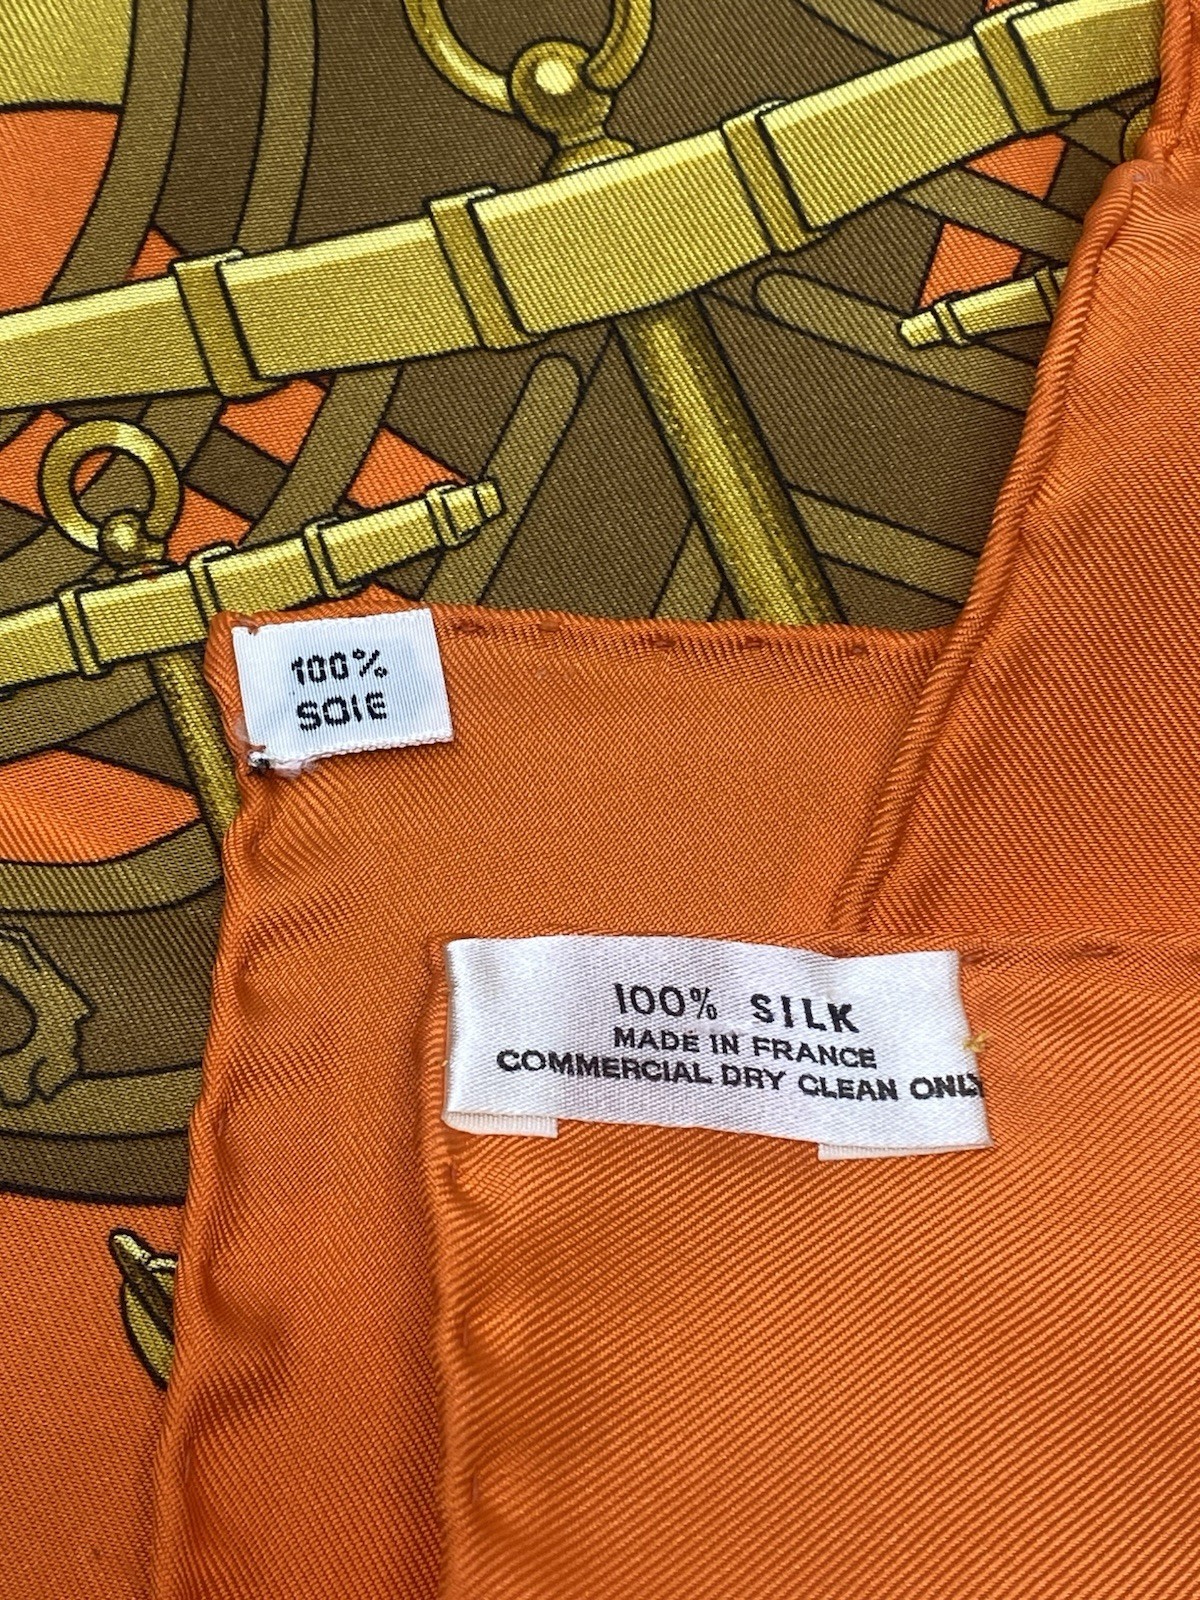 100%
SOIE
100% SILK
MADE IN FRANCE
COMMERCIAL DRY CLEAN ONLY